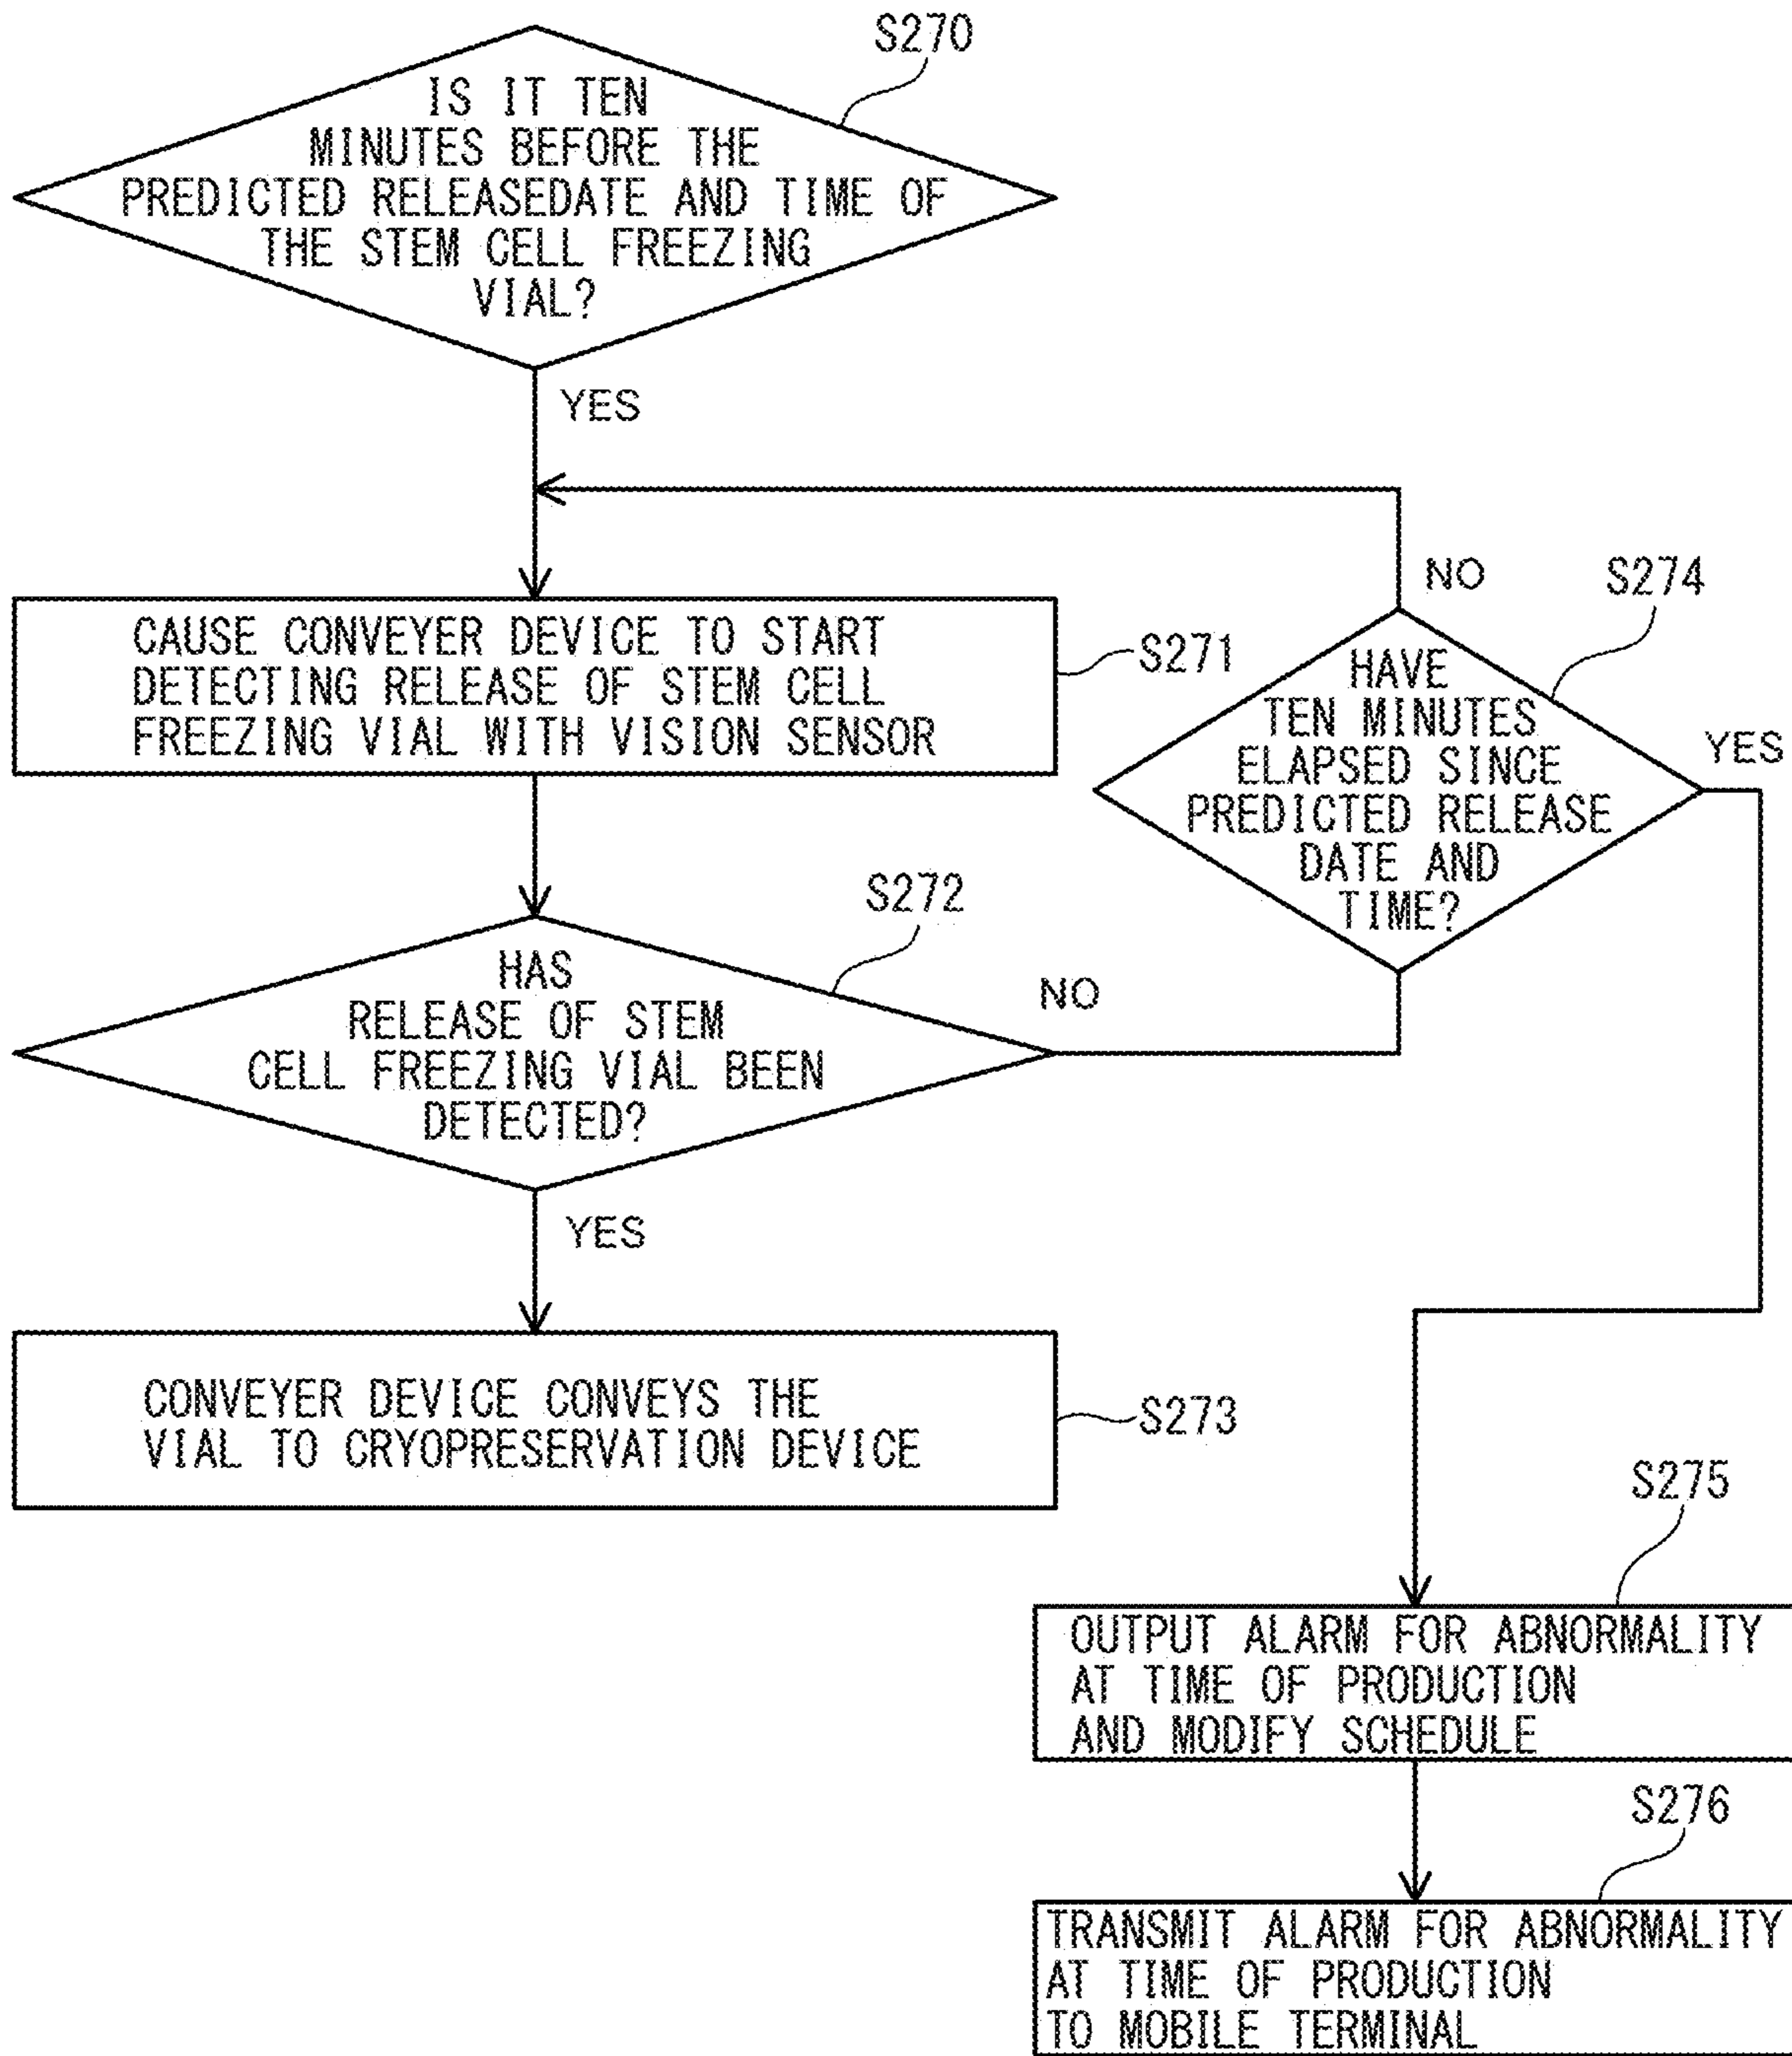 S270
IS IT TEN
MINUTES BEFORE THE
PREDICTED RELEASEDATE AND TIME OF
THE STEM CELL FREEZING
VIAL?
YES
NO
S274
CAUSE CONVEYER DEVICE TO START
DETECTING RELEASE OF STEM CELL
FREEZING VIAL WITH VISION SENSOR
S271
HAVE
TEN MINUTES
ELAPSED SINCE
PREDICTED RELEASE
DATE AND
TIME?
YES
S272
HAS
RELEASE OF STEM
CELL FREEZING VIAL BEEN
DETECTED?
NO
YES
CONVEYER DEVICE CONVEYS THE
VIAL TO CRYOPRESERVATION DEVICE
S273
S275
OUTPUT ALARM FOR ABNORMALITY
AT TIME OF PRODUCTION
AND MODIFY SCHEDULE
S276
TRANSMIT ALARM FOR ABNORMALITY
AT TIME OF PRODUCTION
TO MOBILE TERMINAL